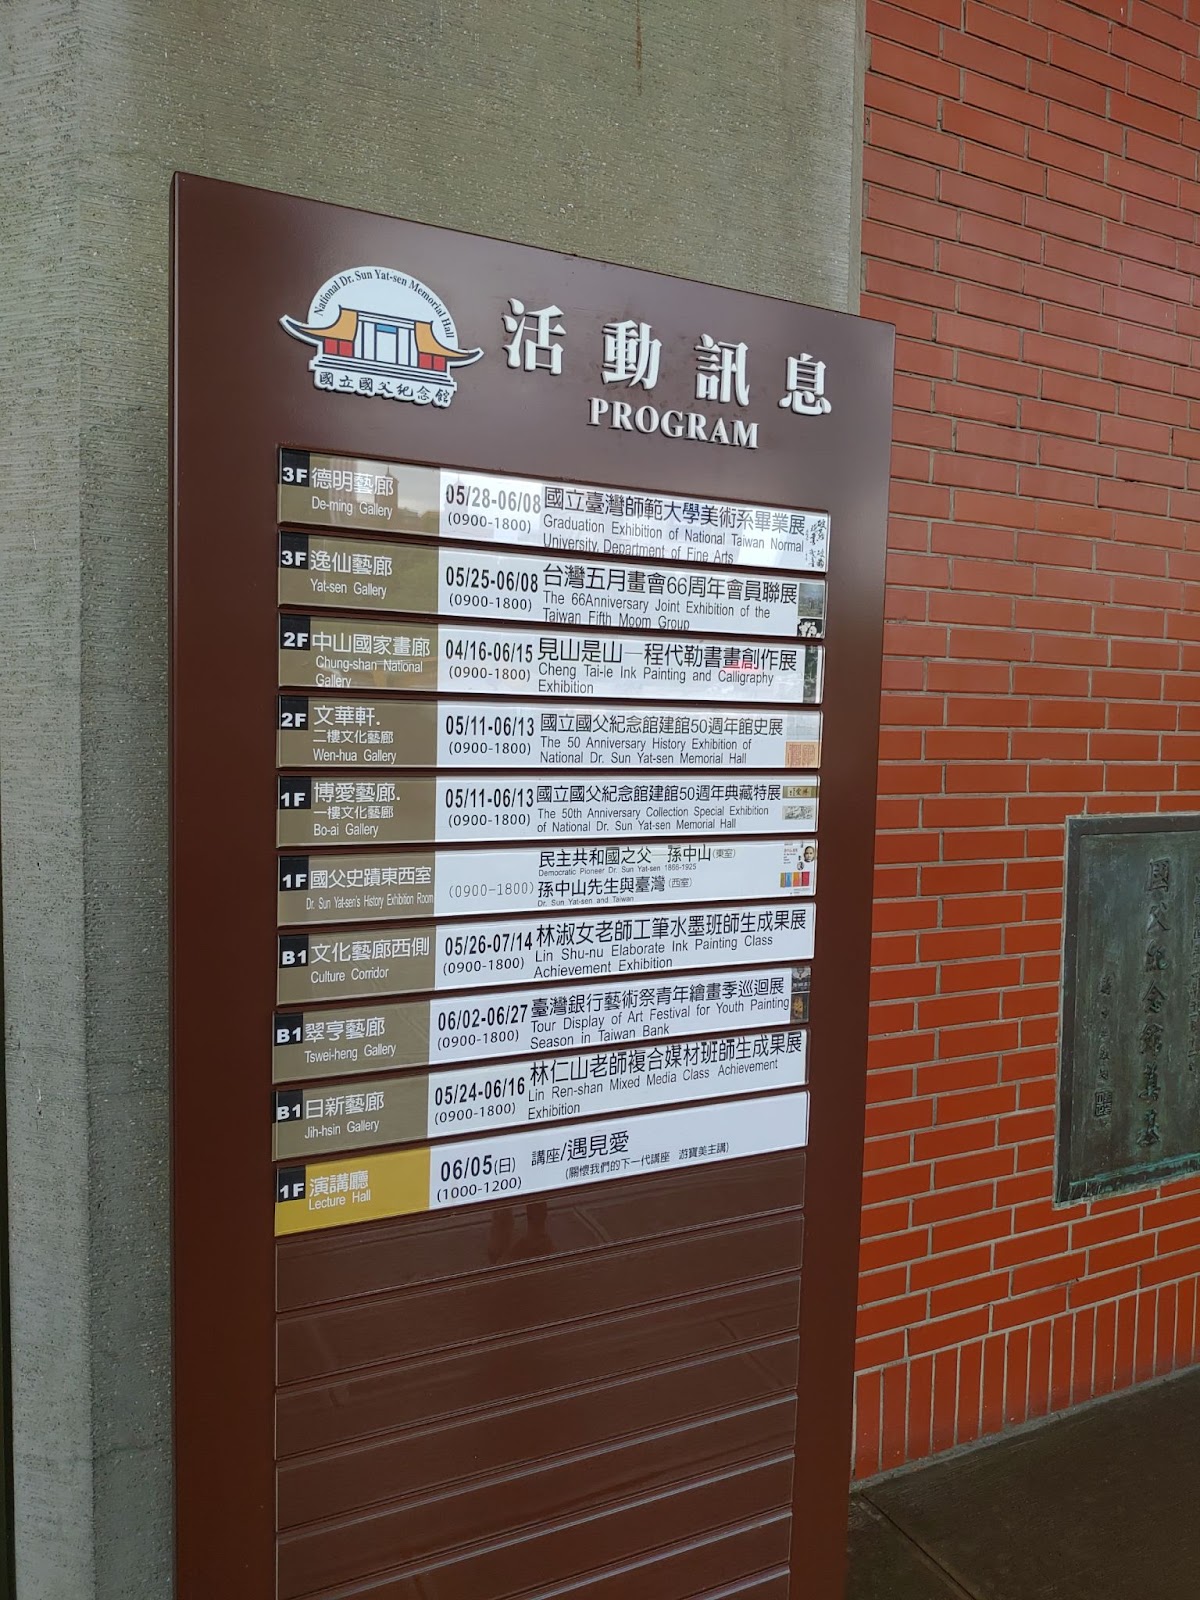 National Dr. Sun Yat-sen Memorial Hall
國立國父紀念館
活動訊息
PROGRAM
3F 德明藝廊
De-ming Gallery
05/28-06/08
(0900-1800)
國立臺灣師範大學美術系畢業展
Graduation Exhibition of National Taiwan Normal
University Department of Fine Arts
3F 逸仙藝廊
Yat-sen Gallery
05/25-06/08
(0900-1800)
台灣五月畫會66周年會員聯展
The 66Anniversary Joint Exhibition of the
Taiwan Fifth Moom Group
2F 中山國家畫廊
Chung-shan National
Gallery
04/16-06/15
(0900-1800)
見山是山—程代勒書畫創作展
Cheng Tai-le Ink Painting and Calligraphy
Exhibition
2F 文華軒.
二樓文化藝廊
Wen-hua Gallery
05/11-06/13
(0900-1800)
國立國父紀念館建館50週年館史展
The 50 Anniversary History Exhibition of
National Dr. Sun Yat-sen Memorial Hall
1F 博愛藝廊.
一樓文化藝廊
Bo-ai Gallery
05/11-06/13
(0900-1800)
國立國父紀念館建館50週年典藏特展
The 50th Anniversary Collection Special Exhibition
of National Dr. Sun Yat-sen Memorial Hall
1F 國父史蹟東西室
Dr. Sun Yat-sen's History Exhibition Room
(0900-1800)
民主共和國之父—孫中山(東室)
Democratic Pioneer Dr. Sun Yat-sen 1866-1925
孫中山先生與臺灣(西室)
Dr. Sun Yat-sen and Taiwan
B1 文化藝廊西側
Culture Corridor
05/26-07/14
(0900-1800)
林淑女老師工筆水墨班師生成果展
Lin Shu-nu Elaborate Ink Painting Class
Achievement Exhibition
B1 翠亨藝廊
Tswei-heng Gallery
06/02-06/27
(0900-1800)
臺灣銀行藝術祭青年繪畫季巡迴展
Tour Display of Art Festival for Youth Painting
Season in Taiwan Bank
B1 日新藝廊
Jih-hsin Gallery
05/24-06/16
(0900-1800)
林仁山老師複合媒材班師生成果展
Lin Ren-shan Mixed Media Class Achievement
Exhibition
1F 演講廳
Lecture Hall
06/05(日)
(1000-1200)
講座/遇見愛
(關懷我們的下一代講座 游寶美主講)
國父紀念館奠基